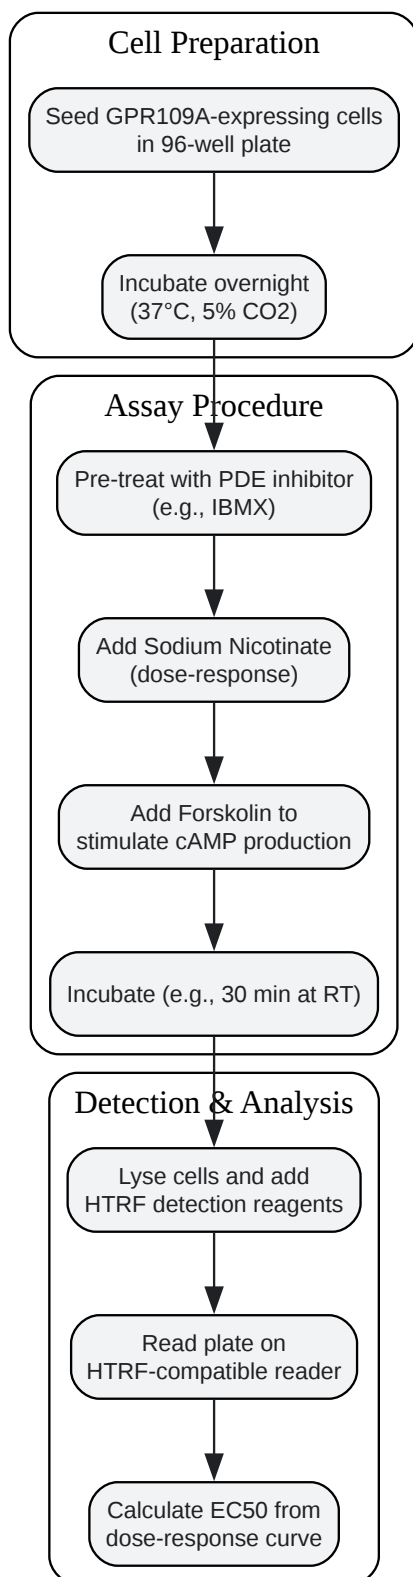 Cell Preparation
Seed GPR109A-expressing cells
in 96-well plate
Incubate overnight
(37°C, 5% CO2)
Assay Procedure
Pre-treat with PDE inhibitor
(e.g., IBMX)
Add Sodium Nicotinate
(dose-response)
Add Forskolin to
stimulate cAMP production
Incubate (e.g., 30 min at RT)
Detection & Analysis
Lyse cells and add
HTRF detection reagents
Read plate on
HTRF-compatible reader
Calculate EC50 from
dose-response curve